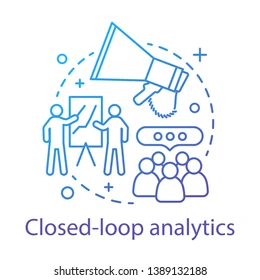 Closed-loop analytics
shutterstock.com · 1389132188